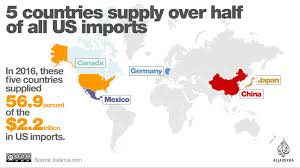 5 countries supply over half
of all US imports
In 2016, these
five countries
supplied
56.9 percent
of the
$2.2 trillion
in US imports.
Canada
Mexico
Germany
Japan
China
Source: balance.com
ALJAZEERA